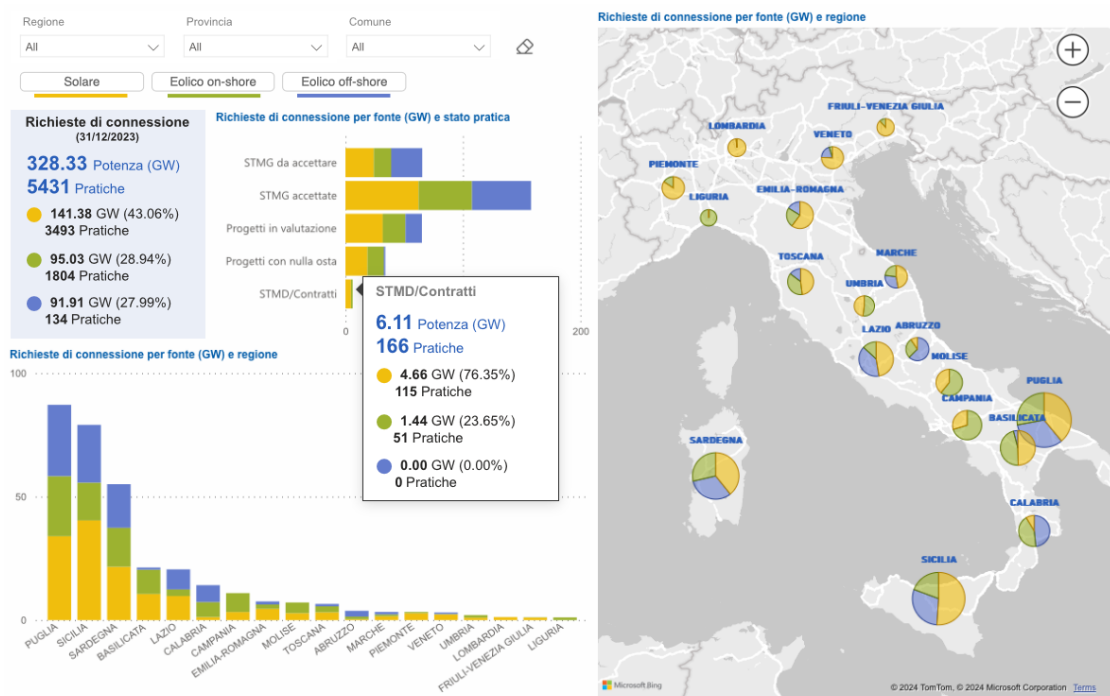 Regione
Provincia
Comune
All
All
All
Solare
Eolico on-shore
Eolico off-shore
Richieste di connessione
(31/12/2023)
328.33 Potenza (GW)
5431 Pratiche
141.38 GW (43.06%)
3493 Pratiche
95.03 GW (28.94%)
1804 Pratiche
91.91 GW (27.99%)
134 Pratiche
Richieste di connessione per fonte (GW) e stato pratica
STMG da accettare
STMG accettate
Progetti in valutazione
Progetti con nulla osta
STMD/Contratti
0
200
STMD/Contratti
6.11 Potenza (GW)
166 Pratiche
4.66 GW (76.35%)
115 Pratiche
1.44 GW (23.65%)
51 Pratiche
0.00 GW (0.00%)
0 Pratiche
Richieste di connessione per fonte (GW) e regione
100
50
0
PUGLIA
SICILIA
SARDEGNA
BASILICATA
LAZIO
CALABRIA
CAMPANIA
EMILIA-ROMAGNA
MOLISE
TOSCANA
ABRUZZO
MARCHE
PIEMONTE
VENETO
UMBRIA
LOMBARDIA
FRIULI-VENEZIA GIULIA
LIGURIA
Richieste di connessione per fonte (GW) e regione
FRIULI-VENEZIA GIULIA
LOMBARDIA
VENETO
PIEMONTE
EMILIA-ROMAGNA
LIGURIA
TOSCANA
MARCHE
UMBRIA
LAZIO
ABRUZZO
MOLISE
PUGLIA
CAMPANIA
BASILICATA
SARDEGNA
CALABRIA
SICILIA
Microsoft Bing
© 2024 TomTom, © 2024 Microsoft Corporation Terms